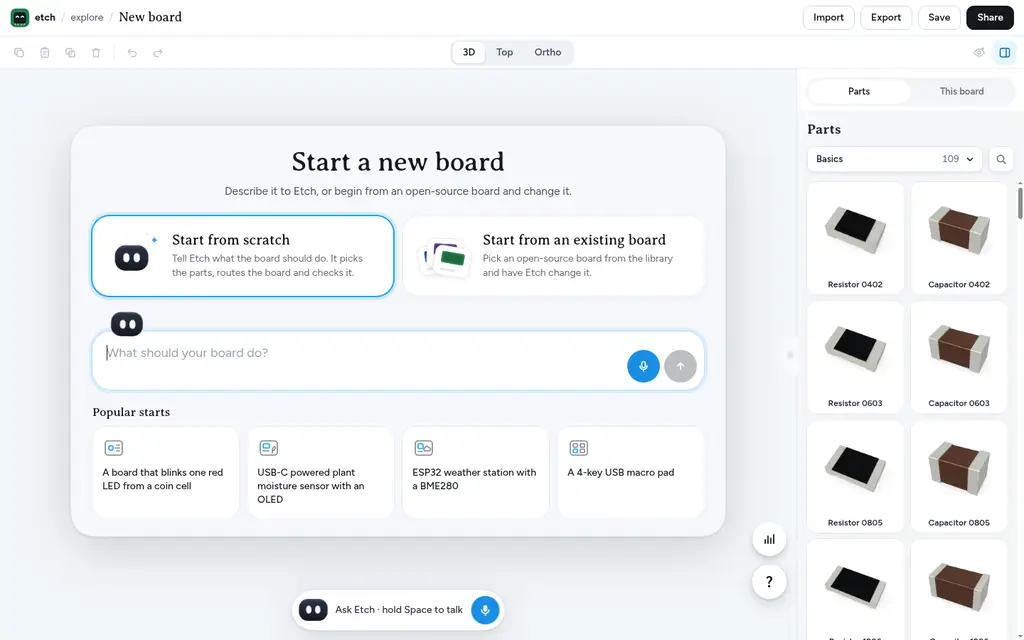 etch / explore / New board
Import
Export
Save
Share
3D
Top
Ortho
Parts
This board
Start a new board
Describe it to Etch, or begin from an open-source board and change it.
Start from scratch
Tell Etch what the board should do. It picks
the parts, routes the board and checks it.
Start from an existing board
Pick an open-source board from the library
and have Etch change it.
What should your board do?
Popular starts
A board that blinks one red
LED from a coin cell
USB-C powered plant
moisture sensor with an
OLED
ESP32 weather station with
a BME280
A 4-key USB macro pad
?
Ask Etch · hold Space to talk
Parts
Basics 109
Resistor 0402
Capacitor 0402
Resistor 0603
Capacitor 0603
Resistor 0805
Capacitor 0805